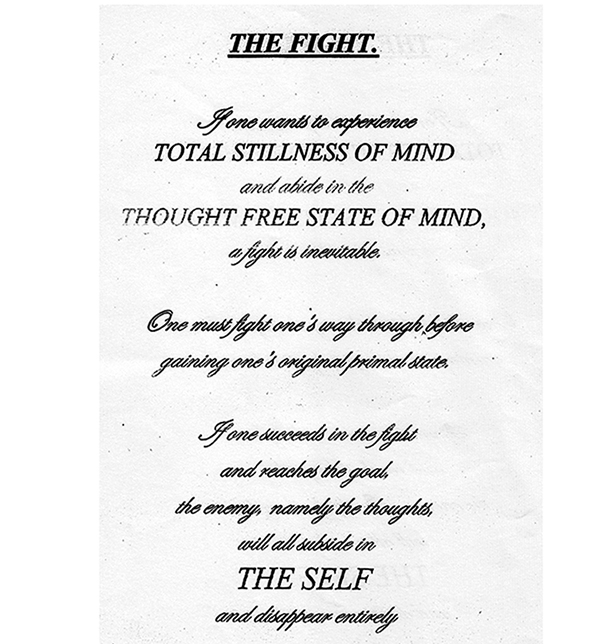 THE FIGHT.
If one wants to experience
TOTAL STILLNESS OF MIND
and abide in the
THOUGHT FREE STATE OF MIND,
a fight is inevitable.
One must fight one's way through before
gaining one's original primal state.
If one succeeds in the fight
and reaches the goal,
the enemy, namely the thoughts,
will all subside in
THE SELF
and disappear entirely